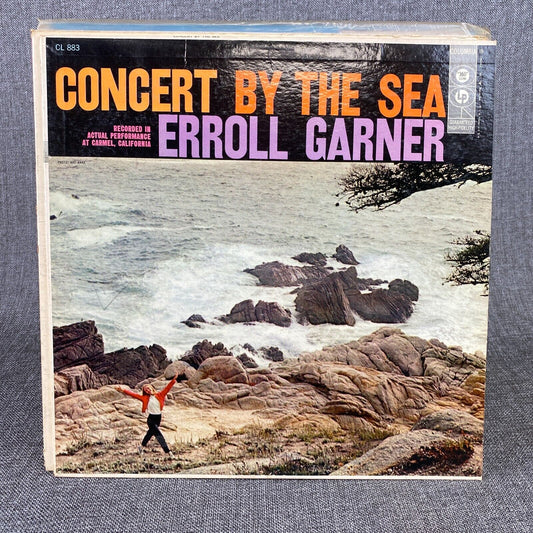 CL 883
CONCERT BY THE SEA
RECORDED IN
ACTUAL PERFORMANCE
AT CARMEL, CALIFORNIA
ERROLL GARNER
COLUMBIA